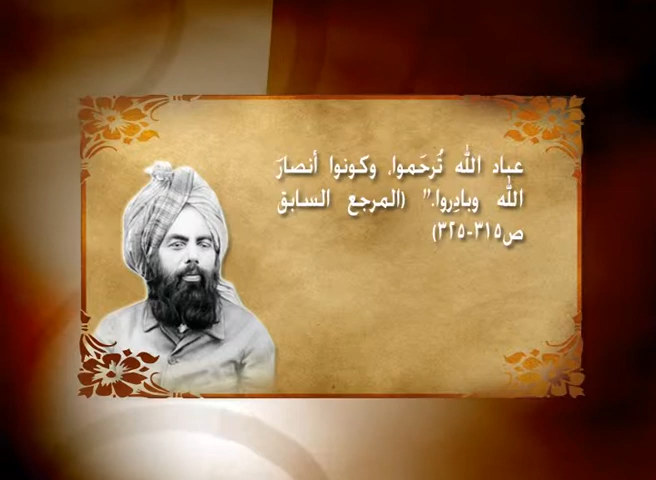 عباد الله تُرحَموا، وكونوا أنصارَ
الله وبادِروا." (المرجع السابق
ص٣١٥-٣٢٥)